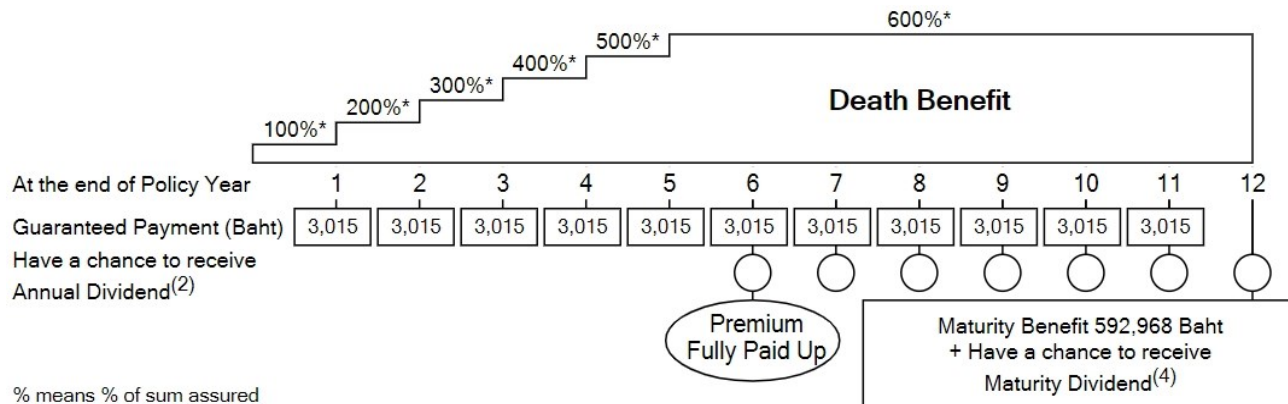 600%*
500%*
400%*
300%*
200%*
100%*
Death Benefit
At the end of Policy Year 1 2 3 4 5 6 7 8 9 10 11 12
Guaranteed Payment (Baht) 3,015 3,015 3,015 3,015 3,015 3,015 3,015 3,015 3,015 3,015 3,015
Have a chance to receive
Annual Dividend(2)
Premium
Fully Paid Up
Maturity Benefit 592,968 Baht
+ Have a chance to receive
Maturity Dividend(4)
% means % of sum assured